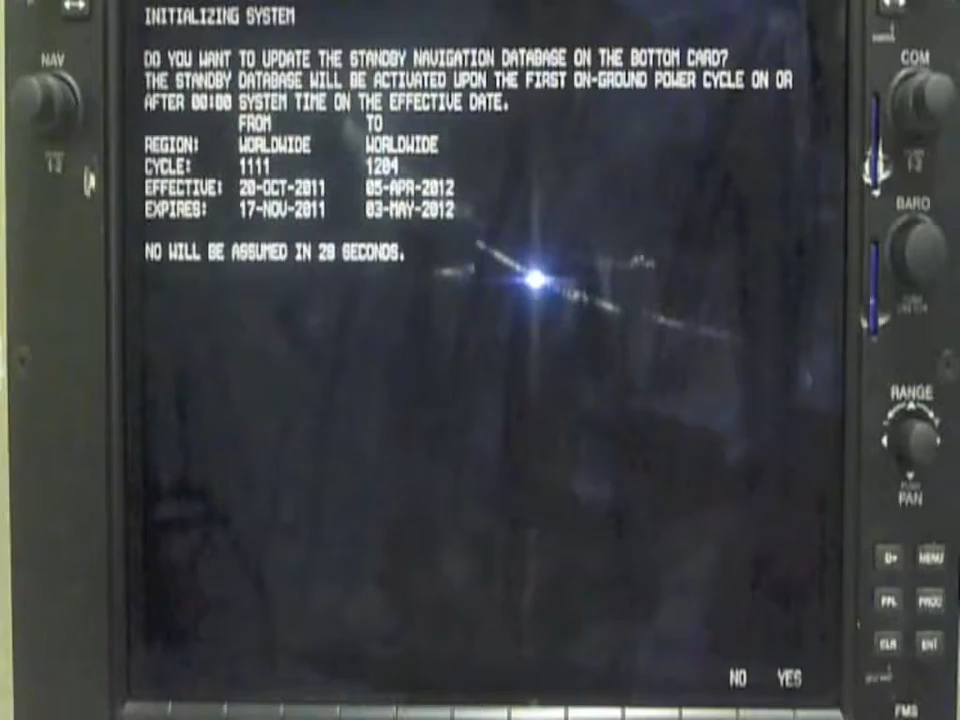 INITIALIZING SYSTEM
DO YOU WANT TO UPDATE THE STANDBY NAVIGATION DATABASE ON THE BOTTOM CARD?
THE STANDBY DATABASE WILL BE ACTIVATED UPON THE FIRST ON-GROUND POWER CYCLE ON OR
AFTER 00:00 SYSTEM TIME ON THE EFFECTIVE DATE.
FROM TO
REGION: WORLDWIDE WORLDWIDE
CYCLE: 1111 1204
EFFECTIVE: 20-OCT-2011 05-APR-2012
EXPIRES: 17-NOV-2011 03-MAY-2012
NO WILL BE ASSUMED IN 28 SECONDS.
NO YES
NAV
COM
BARO
RANGE
PAN
MENU
FPL PROC
CLR ENT
FMS